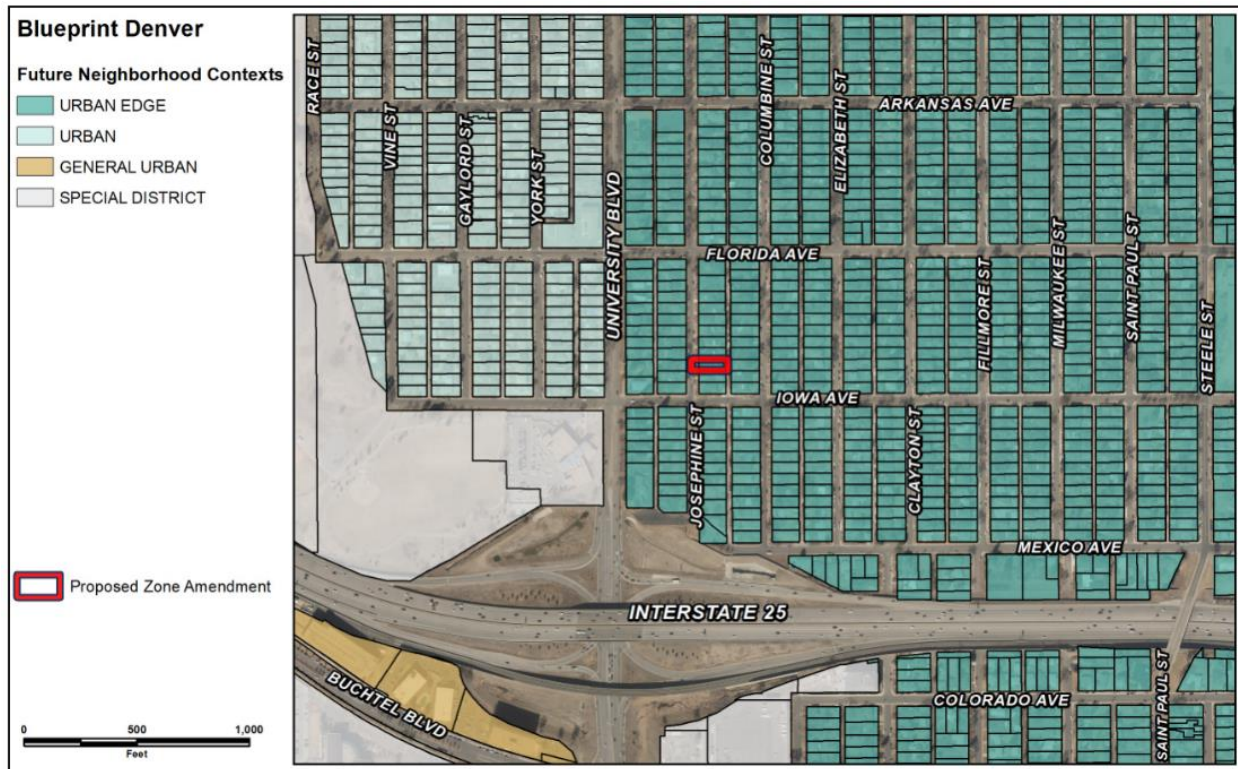 Blueprint Denver
Future Neighborhood Contexts
URBAN EDGE
URBAN
GENERAL URBAN
SPECIAL DISTRICT
Proposed Zone Amendment
0 500 1,000
Feet
RACE ST
VINE ST
GAYLORD ST
YORK ST
UNIVERSITY BLVD
COLUMBINE ST
ELIZABETH ST
ARKANSAS AVE
FLORIDA AVE
FILLMORE ST
MILWAUKEE ST
SAINT PAUL ST
STEELE ST
IOWA AVE
JOSEPHINE ST
CLAYTON ST
MEXICO AVE
INTERSTATE 25
BUCHTEL BLVD
COLORADO AVE
SAINT PAUL ST